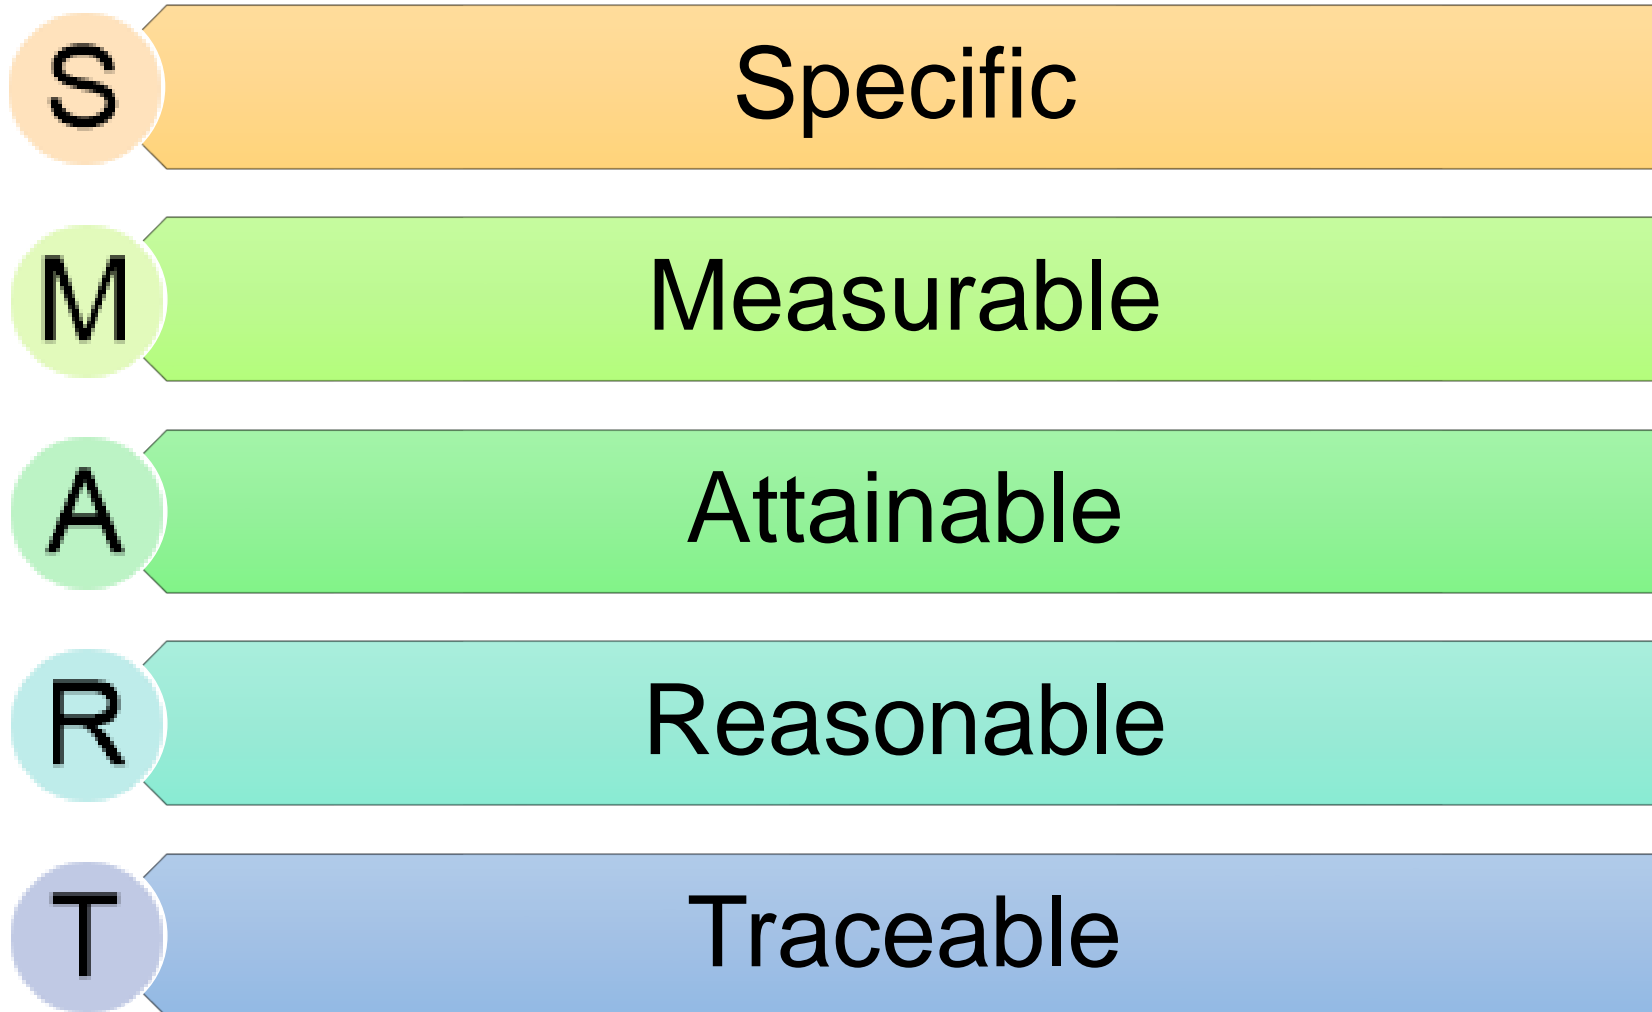 S Specific
M Measurable
A Attainable
R Reasonable
T Traceable